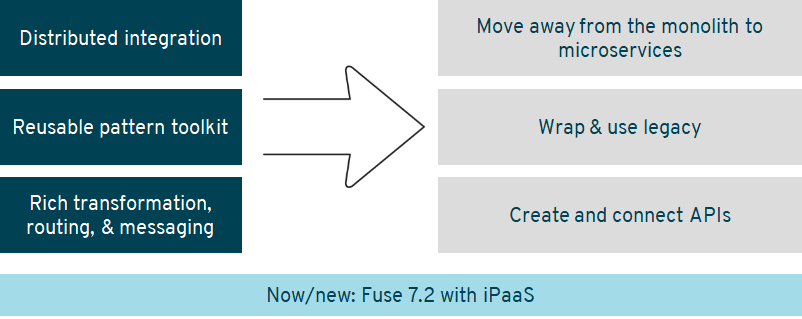 Distributed integration
Reusable pattern toolkit
Rich transformation,
routing, & messaging
Move away from the monolith to
microservices
Wrap & use legacy
Create and connect APIs
Now/new: Fuse 7.2 with iPaaS